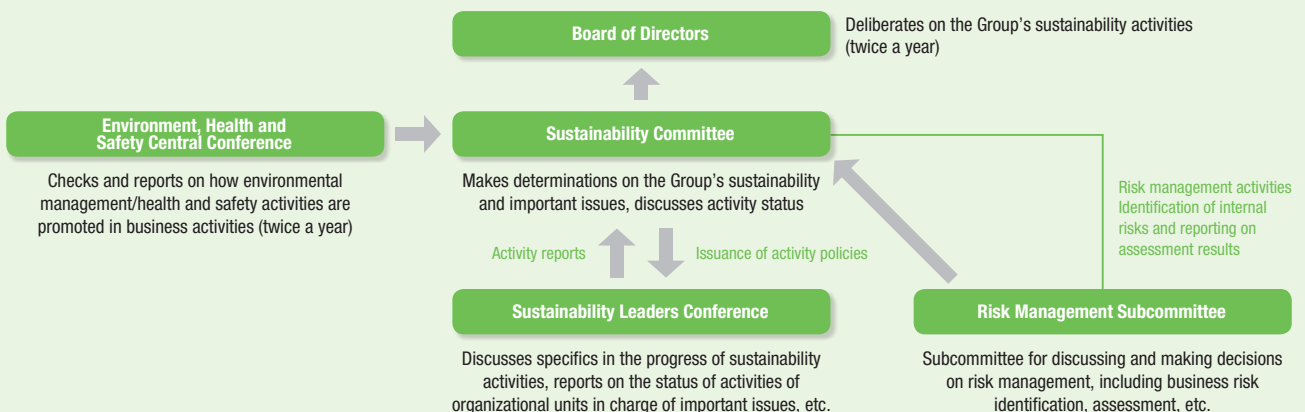 Board of Directors
Deliberates on the Group’s sustainability activities
(twice a year)
Environment, Health and
Safety Central Conference
Checks and reports on how environmental
management/health and safety activities are
promoted in business activities (twice a year)
Sustainability Committee
Makes determinations on the Group’s sustainability
and important issues, discusses activity status
Risk management activities
Identification of internal
risks and reporting on
assessment results
Activity reports
Issuance of activity policies
Sustainability Leaders Conference
Discusses specifics in the progress of sustainability
activities, reports on the status of activities of
organizational units in charge of important issues, etc.
Risk Management Subcommittee
Subcommittee for discussing and making decisions
on risk management, including business risk
identification, assessment, etc.